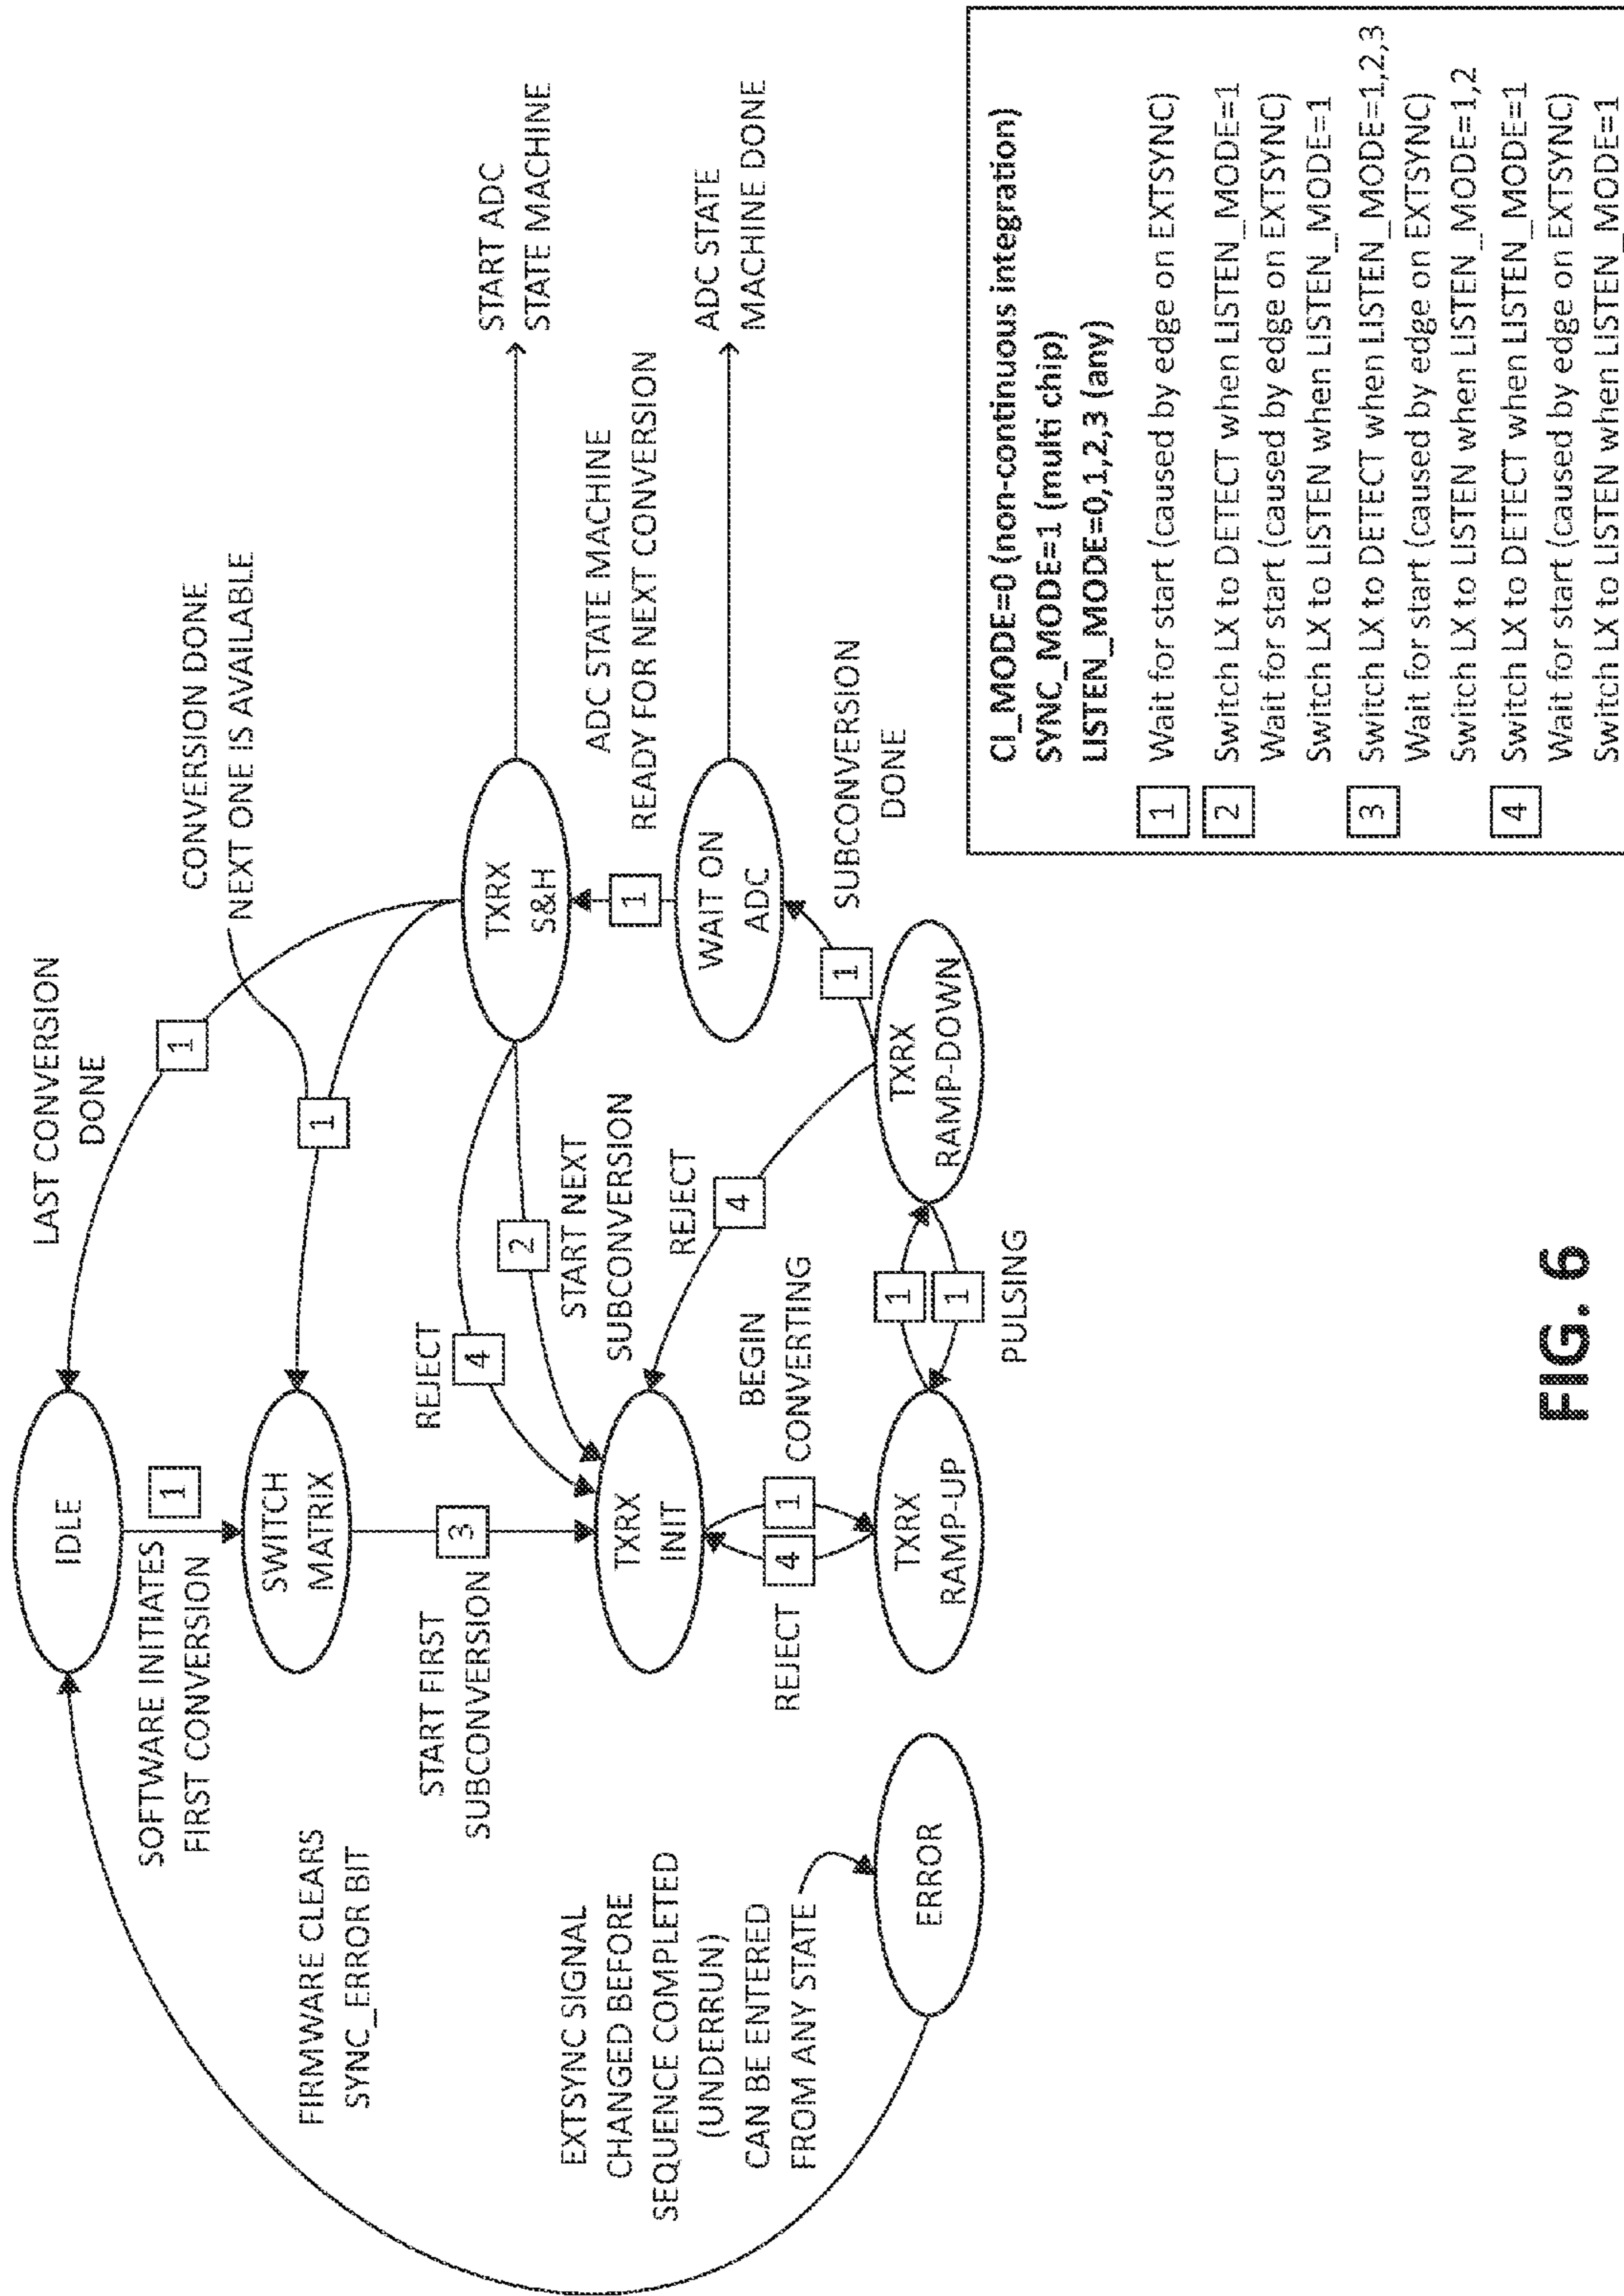 LAST CONVERSION
DONE
CONVERSION DONE
NEXT ONE IS AVAILABLE
IDLE
1
SOFTWARE INITIATES
FIRST CONVERSION
1
FIRMWARE CLEARS
SYNC_ERROR BIT
SWITCH
MATRIX
1
START FIRST
SUBCONVERSION
3
REJECT
4
2
START NEXT
SUBCONVERSION
TXRX
S&H
START ADC
STATE MACHINE
ADC STATE MACHINE
READY FOR NEXT CONVERSION
1
EXTSYNC SIGNAL
CHANGED BEFORE
SEQUENCE COMPLETED
(UNDERRUN)
CAN BE ENTERED
FROM ANY STATE
TXRX
INIT
REJECT
4
WAIT ON
ADC
ADC STATE
MACHINE DONE
REJECT
4
1
BEGIN
CONVERTING
1
SUBCONVERSION
DONE
ERROR
TXRX
RAMP-UP
1
1
PULSING
TXRX
RAMP-DOWN
CI_MODE=0 (non-continuous integration)
SYNC_MODE=1 (multi chip)
LISTEN_MODE=0,1,2,3 (any)
1 Wait for start (caused by edge on EXTSYNC)
2 Switch LX to DETECT when LISTEN_MODE=1
Wait for start (caused by edge on EXTSYNC)
Switch LX to LISTEN when LISTEN_MODE=1
3 Switch LX to DETECT when LISTEN_MODE=1,2,3
Wait for start (caused by edge on EXTSYNC)
Switch LX to LISTEN when LISTEN_MODE=1,2
4 Switch LX to DETECT when LISTEN_MODE=1
Wait for start (caused by edge on EXTSYNC)
Switch LX to LISTEN when LISTEN_MODE=1
FIG. 6